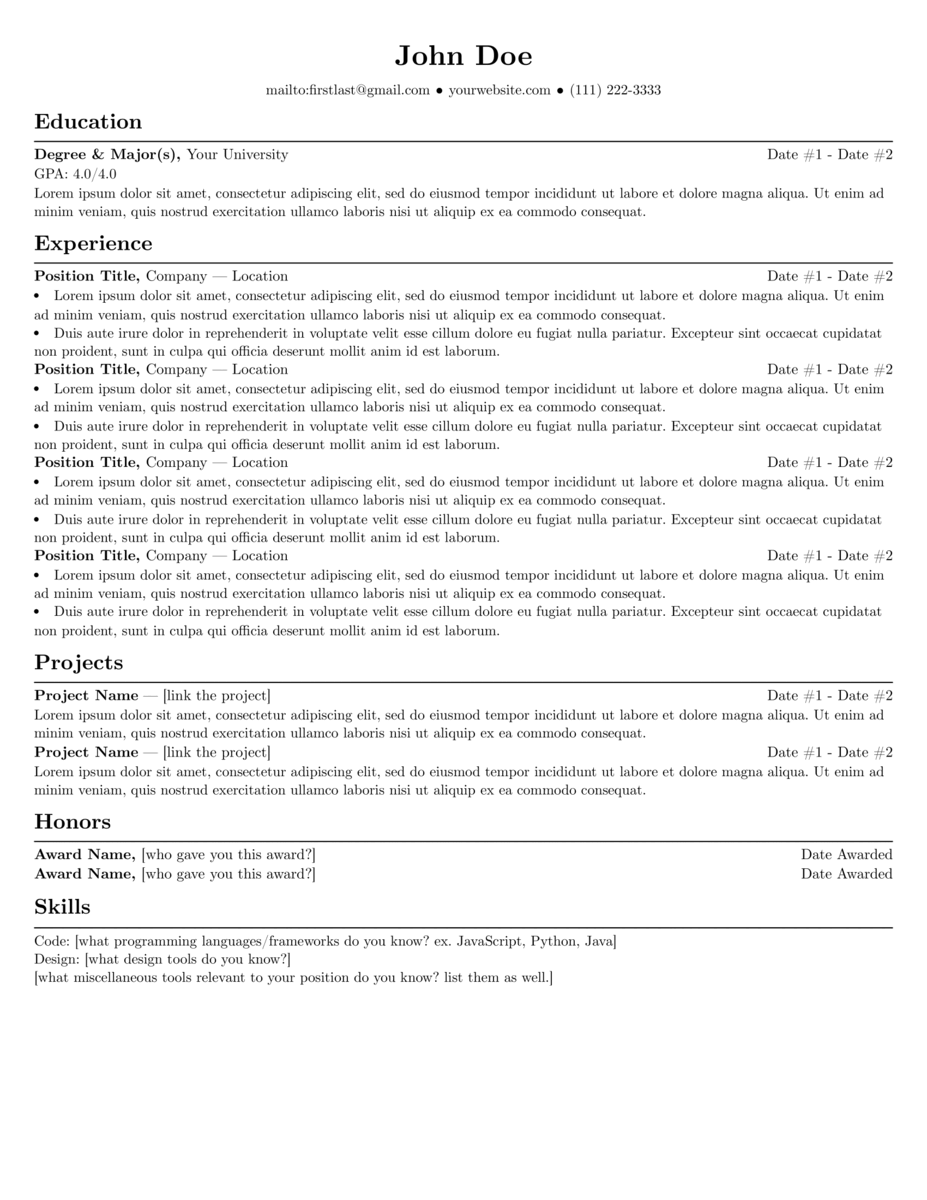 John Doe
mailto:firstlast@gmail.com ● yourwebsite.com ● (111) 222-3333
Education
Degree & Major(s), Your University Date #1 - Date #2
GPA: 4.0/4.0
Lorem ipsum dolor sit amet, consectetur adipiscing elit, sed do eiusmod tempor incididunt ut labore et dolore magna aliqua. Ut enim ad
minim veniam, quis nostrud exercitation ullamco laboris nisi ut aliquip ex ea commodo consequat.
Experience
Position Title, Company — Location Date #1 - Date #2
• Lorem ipsum dolor sit amet, consectetur adipiscing elit, sed do eiusmod tempor incididunt ut labore et dolore magna aliqua. Ut enim
ad minim veniam, quis nostrud exercitation ullamco laboris nisi ut aliquip ex ea commodo consequat.
• Duis aute irure dolor in reprehenderit in voluptate velit esse cillum dolore eu fugiat nulla pariatur. Excepteur sint occaecat cupidatat
non proident, sunt in culpa qui officia deserunt mollit anim id est laborum.
Position Title, Company — Location Date #1 - Date #2
• Lorem ipsum dolor sit amet, consectetur adipiscing elit, sed do eiusmod tempor incididunt ut labore et dolore magna aliqua. Ut enim
ad minim veniam, quis nostrud exercitation ullamco laboris nisi ut aliquip ex ea commodo consequat.
• Duis aute irure dolor in reprehenderit in voluptate velit esse cillum dolore eu fugiat nulla pariatur. Excepteur sint occaecat cupidatat
non proident, sunt in culpa qui officia deserunt mollit anim id est laborum.
Position Title, Company — Location Date #1 - Date #2
• Lorem ipsum dolor sit amet, consectetur adipiscing elit, sed do eiusmod tempor incididunt ut labore et dolore magna aliqua. Ut enim
ad minim veniam, quis nostrud exercitation ullamco laboris nisi ut aliquip ex ea commodo consequat.
• Duis aute irure dolor in reprehenderit in voluptate velit esse cillum dolore eu fugiat nulla pariatur. Excepteur sint occaecat cupidatat
non proident, sunt in culpa qui officia deserunt mollit anim id est laborum.
Position Title, Company — Location Date #1 - Date #2
• Lorem ipsum dolor sit amet, consectetur adipiscing elit, sed do eiusmod tempor incididunt ut labore et dolore magna aliqua. Ut enim
ad minim veniam, quis nostrud exercitation ullamco laboris nisi ut aliquip ex ea commodo consequat.
• Duis aute irure dolor in reprehenderit in voluptate velit esse cillum dolore eu fugiat nulla pariatur. Excepteur sint occaecat cupidatat
non proident, sunt in culpa qui officia deserunt mollit anim id est laborum.
Projects
Project Name — [link the project] Date #1 - Date #2
Lorem ipsum dolor sit amet, consectetur adipiscing elit, sed do eiusmod tempor incididunt ut labore et dolore magna aliqua. Ut enim ad
minim veniam, quis nostrud exercitation ullamco laboris nisi ut aliquip ex ea commodo consequat.
Project Name — [link the project] Date #1 - Date #2
Lorem ipsum dolor sit amet, consectetur adipiscing elit, sed do eiusmod tempor incididunt ut labore et dolore magna aliqua. Ut enim ad
minim veniam, quis nostrud exercitation ullamco laboris nisi ut aliquip ex ea commodo consequat.
Honors
Award Name, [who gave you this award?] Date Awarded
Award Name, [who gave you this award?] Date Awarded
Skills
Code: [what programming languages/frameworks do you know? ex. JavaScript, Python, Java]
Design: [what design tools do you know?]
[what miscellaneous tools relevant to your position do you know? list them as well.]